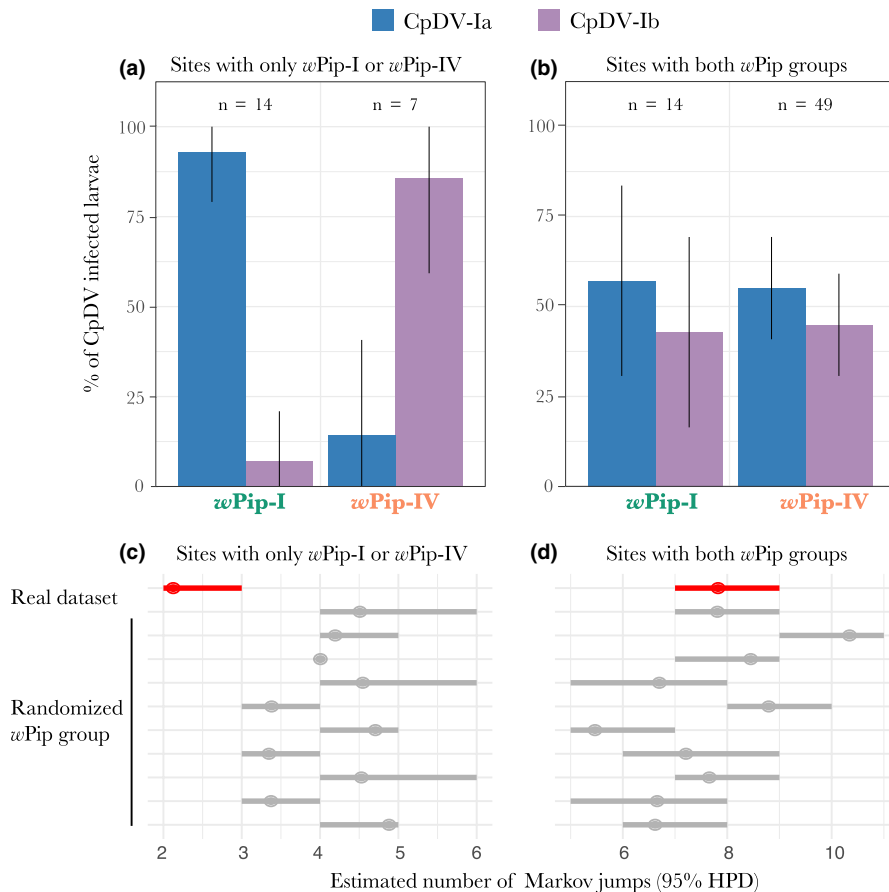 CpDV-Ia CpDV-Ib
(a) Sites with only wPip-I or wPip-IV
n = 14 n = 7
% of CpDV infected larvae
100
75
50
25
0
wPip-I wPip-IV
(b) Sites with both wPip groups
n = 14 n = 49
100
75
50
25
0
wPip-I wPip-IV
(c) Sites with only wPip-I or wPip-IV
Real dataset
Randomized
wPip group
2 3 4 5 6
(d) Sites with both wPip groups
6 8 10
Estimated number of Markov jumps (95% HPD)